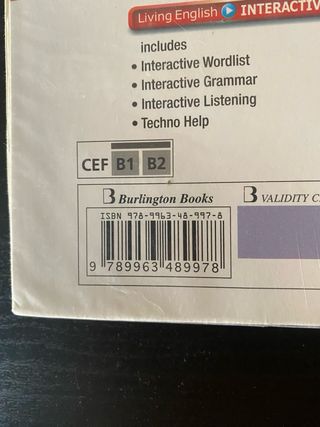 Living English INTERACTIV
includes
• Interactive Wordlist
• Interactive Grammar
• Interactive Listening
• Techno Help
CEF B1 B2
B Burlington Books
B VALIDITY C
ISBN 978-9963-48-997-8
9 789963 489978